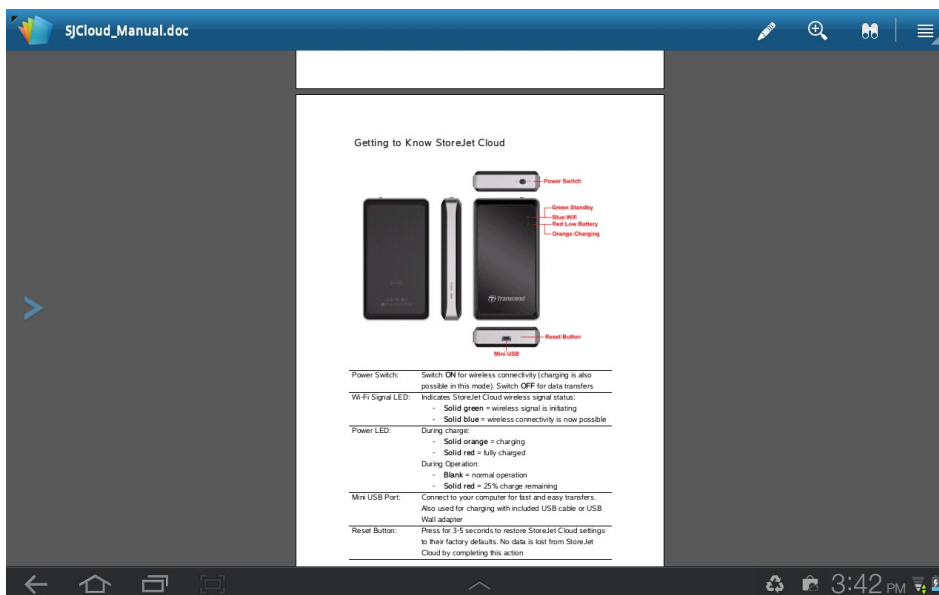 SJCloud_Manual.doc
Getting to Know StoreJet Cloud
Power Switch
Green:Standby
Blue:Wifi
Red:Low Battery
Orange:Charging
Transcend
Reset Button
Mini USB
Power Switch: Switch ON for wireless connectivity (charging is also
possible in this mode). Switch OFF for data transfers
Wi-Fi Signal LED: Indicates StoreJet Cloud wireless signal status:
- Solid green = wireless signal is initiating
- Solid blue = wireless connectivity is now possible
Power LED: During charge:
- Solid orange = charging
- Solid red = fully charged
During Operation:
- Blank = normal operation
- Solid red = 25% charge remaining
Mini USB Port: Connect to your computer for fast and easy transfers.
Also used for charging with included USB cable or USB
Wall adapter
Reset Button: Press for 3-5 seconds to restore StoreJet Cloud settings
to their factory defaults. No data is lost from StoreJet
Cloud by completing this action
3:42 PM